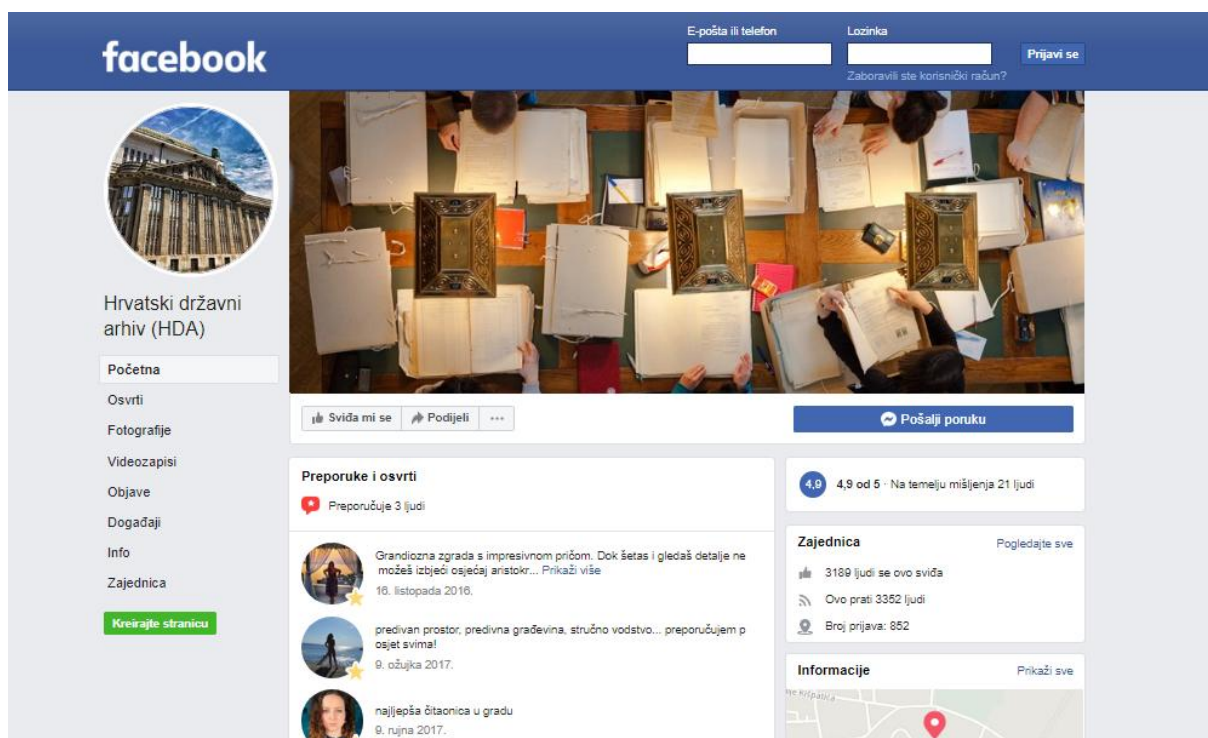 facebook
E-pošta ili telefon
Lozinka
Prijavi se
Zaboravili ste korisnički račun?
Hrvatski državni
arhiv (HDA)
Početna
Osvrti
Fotografije
Videozapisi
Objave
Događaji
Info
Zajednica
Kreirajte stranicu
Sviđa mi se
Podijeli
Pošalji poruku
Preporuke i osvrti
Preporučuje 3 ljudi
Grandiozna zgrada s impresivnom pričom. Dok šetas i gledaš detalje ne
možeš izbjeći osjećaj aristokr... Prikaži više
16. listopada 2016.
predivan prostor, predivna građevina, stručno vodstvo... preporučujem p
osjet svima!
9. ožujka 2017.
najljepša čitaonica u gradu
9. rujna 2017.
4,9 4,9 od 5 · Na temelju mišljenja 21 ljudi
Zajednica Pogledajte sve
3189 ljudi se ovo sviđa
Ovo prati 3352 ljudi
Broj prijava: 852
Informacije Prikaži sve